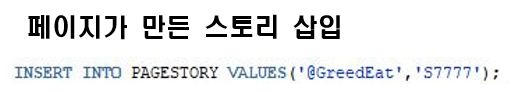 페이지가 만든 스토리 삽입
INSERT INTO PAGESTORY VALUES('@GreedEat','S7777');